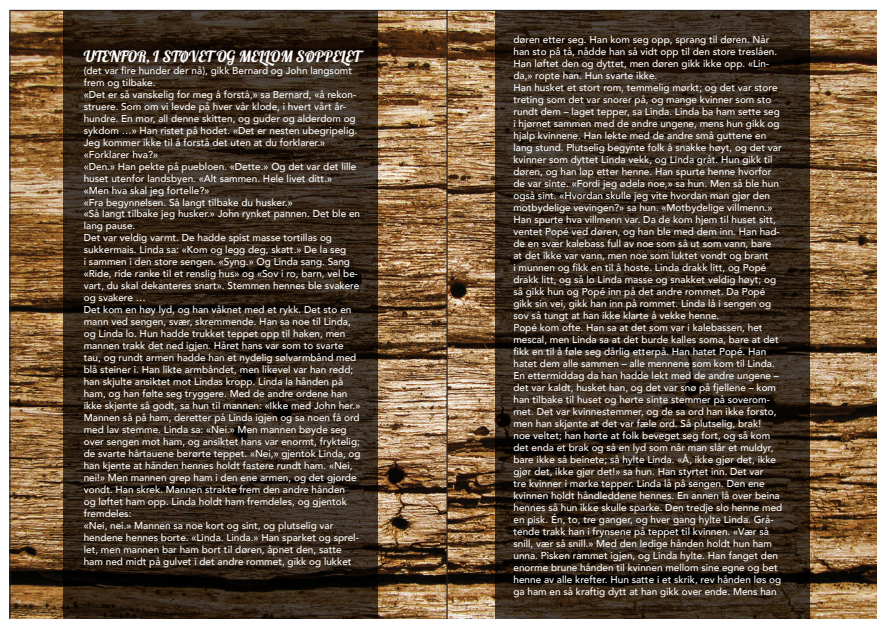 UTENFOR, I STØVET OG MELLOM SØPPELET
(det var fire hunder der nå), gikk Bernard og John langsomt
frem og tilbake.
«Det er så vanskelig for meg å forstå,» sa Bernard, «å rekon-
struere. Som om vi levde på hver vår klode, i hvert vårt år-
hundre. En mor, all denne skitten, og guder og alderdom og
sykdom …» Han ristet på hodet. «Det er nesten ubegripelig.
Jeg kommer ikke til å forstå det uten at du forklarer.»
«Forklarer hva?»
«Den.» Han pekte på puebloen. «Dette.» Og det var det lille
huset utenfor landsbyen. «Alt sammen. Hele livet ditt.»
«Men hva skal jeg fortelle?»
«Fra begynnelsen. Så langt tilbake du husker.»
«Så langt tilbake jeg husker.» John rynket pannen. Det ble en
lang pause.
Det var veldig varmt. De hadde spist masse tortillas og
sukkermais. Linda sa: «Kom og legg deg, skatt.» De la seg
i sammen i den store sengen. «Syng.» Og Linda sang. Sang
«Ride, ride ranke til et renslig hus» og «Sov i ro, barn, vel be-
vart, du skal dekanteres snart». Stemmen hennes ble svakere
og svakere …
Det kom en høy lyd, og han våknet med et rykk. Det sto en
mann ved sengen, svær, skremmende. Han sa noe til Linda,
og Linda lo. Hun hadde trukket teppet opp til haken, men
mannen trakk det ned igjen. Håret hans var som to svarte
tau, og rundt armen hadde han et nydelig sølvarmbånd med
blå steiner i. Han likte armbåndet, men likevel var han redd;
han skjulte ansiktet mot Lindas kropp. Linda la hånden på
ham, og han følte seg tryggere. Med de andre ordene han
ikke skjønte så godt, sa hun til mannen: «Ikke med John her.»
Mannen så på ham, deretter på Linda igjen og sa noen få ord
med lav stemme. Linda sa: «Nei.» Men mannen bøyde seg
over sengen mot ham, og ansiktet hans var enormt, fryktelig;
de svarte hårtauene berørte teppet. «Nei,» gjentok Linda, og
han kjente at hånden hennes holdt fastere rundt ham. «Nei,
nei!» Men mannen grep ham i den ene armen, og det gjorde
vondt. Han skrek. Mannen strakte frem den andre hånden
og løftet ham opp. Linda holdt ham fremdeles, og gjentok
fremdeles:
«Nei, nei.» Mannen sa noe kort og sint, og plutselig var
hendene hennes borte. «Linda. Linda.» Han sparket og sprel-
let, men mannen bar ham bort til døren, åpnet den, satte
ham ned midt på gulvet i det andre rommet, gikk og lukket
døren etter seg. Han kom seg opp, sprang til døren. Når
han sto på tå, nådde han så vidt opp til den store treslåen.
Han løftet den og dyttet, men døren gikk ikke opp. «Lin-
da,» ropte han. Hun svarte ikke.
Han husket et stort rom, temmelig mørkt; og det var store
treting som det var snorer på, og mange kvinner som sto
rundt dem – laget tepper, sa Linda. Linda ba ham sette seg
i hjørnet sammen med de andre ungene, mens hun gikk og
hjalp kvinnene. Han lekte med de andre små guttene en
lang stund. Plutselig begynte folk å snakke høyt, og det var
kvinner som dyttet Linda vekk, og Linda gråt. Hun gikk til
døren, og han løp etter henne. Han spurte henne hvorfor
de var sinte. «Fordi jeg ødela noe,» sa hun. Men så ble hun
også sint. «Hvordan skulle jeg vite hvordan man gjør den
motbydelige vevingen?» sa hun. «Motbydelige villmenn.»
Han spurte hva villmenn var. Da de kom hjem til huset sitt,
ventet Popé ved døren, og han ble med dem inn. Han had-
de en svær kalebass full av noe som så ut som vann, bare
at det ikke var vann, men noe som luktet vondt og brant
i munnen og fikk en til å hoste. Linda drakk litt, og Popé
drakk litt, og så lo Linda masse og snakket veldig høyt; og
så gikk hun og Popé inn på det andre rommet. Da Popé
gikk sin vei, gikk han inn på rommet. Linda lå i sengen og
sov så tungt at han ikke klarte å vekke henne.
Popé kom ofte. Han sa at det som var i kalebassen, het
mescal, men Linda sa at det burde kalles soma, bare at det
fikk en til å føle seg dårlig etterpå. Han hatet Popé. Han
hatet dem alle sammen – alle mennene som kom til Linda.
En ettermiddag da han hadde lekt med de andre ungene –
det var kaldt, husket han, og det var snø på fjellene – kom
han tilbake til huset og hørte sinte stemmer på soverom-
met. Det var kvinnestemmer, og de sa ord han ikke forsto,
men han skjønte at det var fæle ord. Så plutselig, brak!
noe veltet; han hørte at folk beveget seg fort, og så kom
det enda et brak og så en lyd som når man slår et muldyr,
bare ikke så beinete; så hylte Linda. «Å, ikke gjør det, ikke
gjør det, ikke gjør det!» sa hun. Han styrtet inn. Det var
tre kvinner i mørke tepper. Linda lå på sengen. Den ene
kvinnen holdt håndleddene hennes. En annen lå over beina
hennes så hun ikke skulle sparke. Den tredje slo henne med
en pisk. Én, to, tre ganger, og hver gang hylte Linda. Grå-
tende trakk han i frynsene på teppet til kvinnen. «Vær så
snill, vær så snill.» Med den ledige hånden holdt hun ham
unna. Pisken rammet igjen, og Linda hylte. Han fanget den
enorme brune hånden til kvinnen mellom sine egne og bet
henne av alle krefter. Hun satte i et skrik, rev hånden løs og
ga ham en så kraftig dytt at han gikk over ende. Mens han